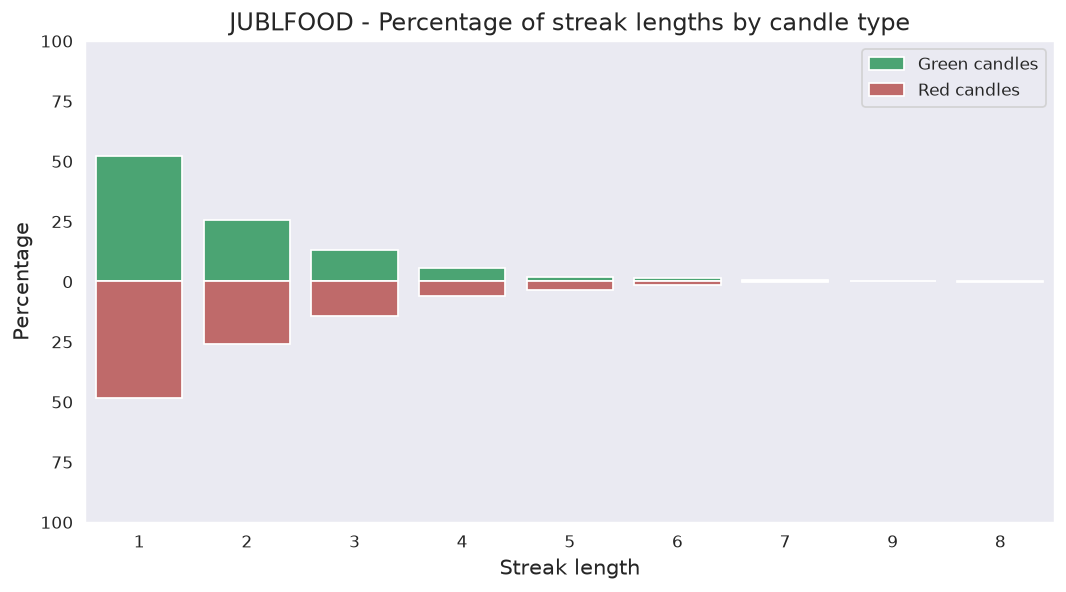 JUBLFOOD - Percentage of streak lengths by candle type
100
75
50
25
0
25
50
75
100
Percentage
Green candles
Red candles
1 2 3 4 5 6 7 9 8
Streak length